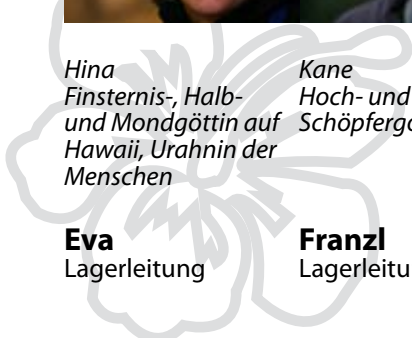 Hina
Finsternis-, Halb-
und Mondgöttin auf
Hawaii, Urahnin der
Menschen
Eva
Lagerleitung
Kane
Hoch- und
Franzl